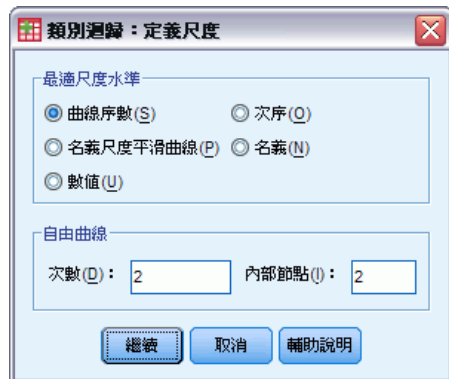 類別迴歸：定義尺度
最適尺度水準
曲線序數(S) 次序(O)
名義尺度平滑曲線(P) 名義(N)
數值(U)
自由曲線
次數(D)： 2 內部節點(I)： 2
繼續 取消 輔助說明